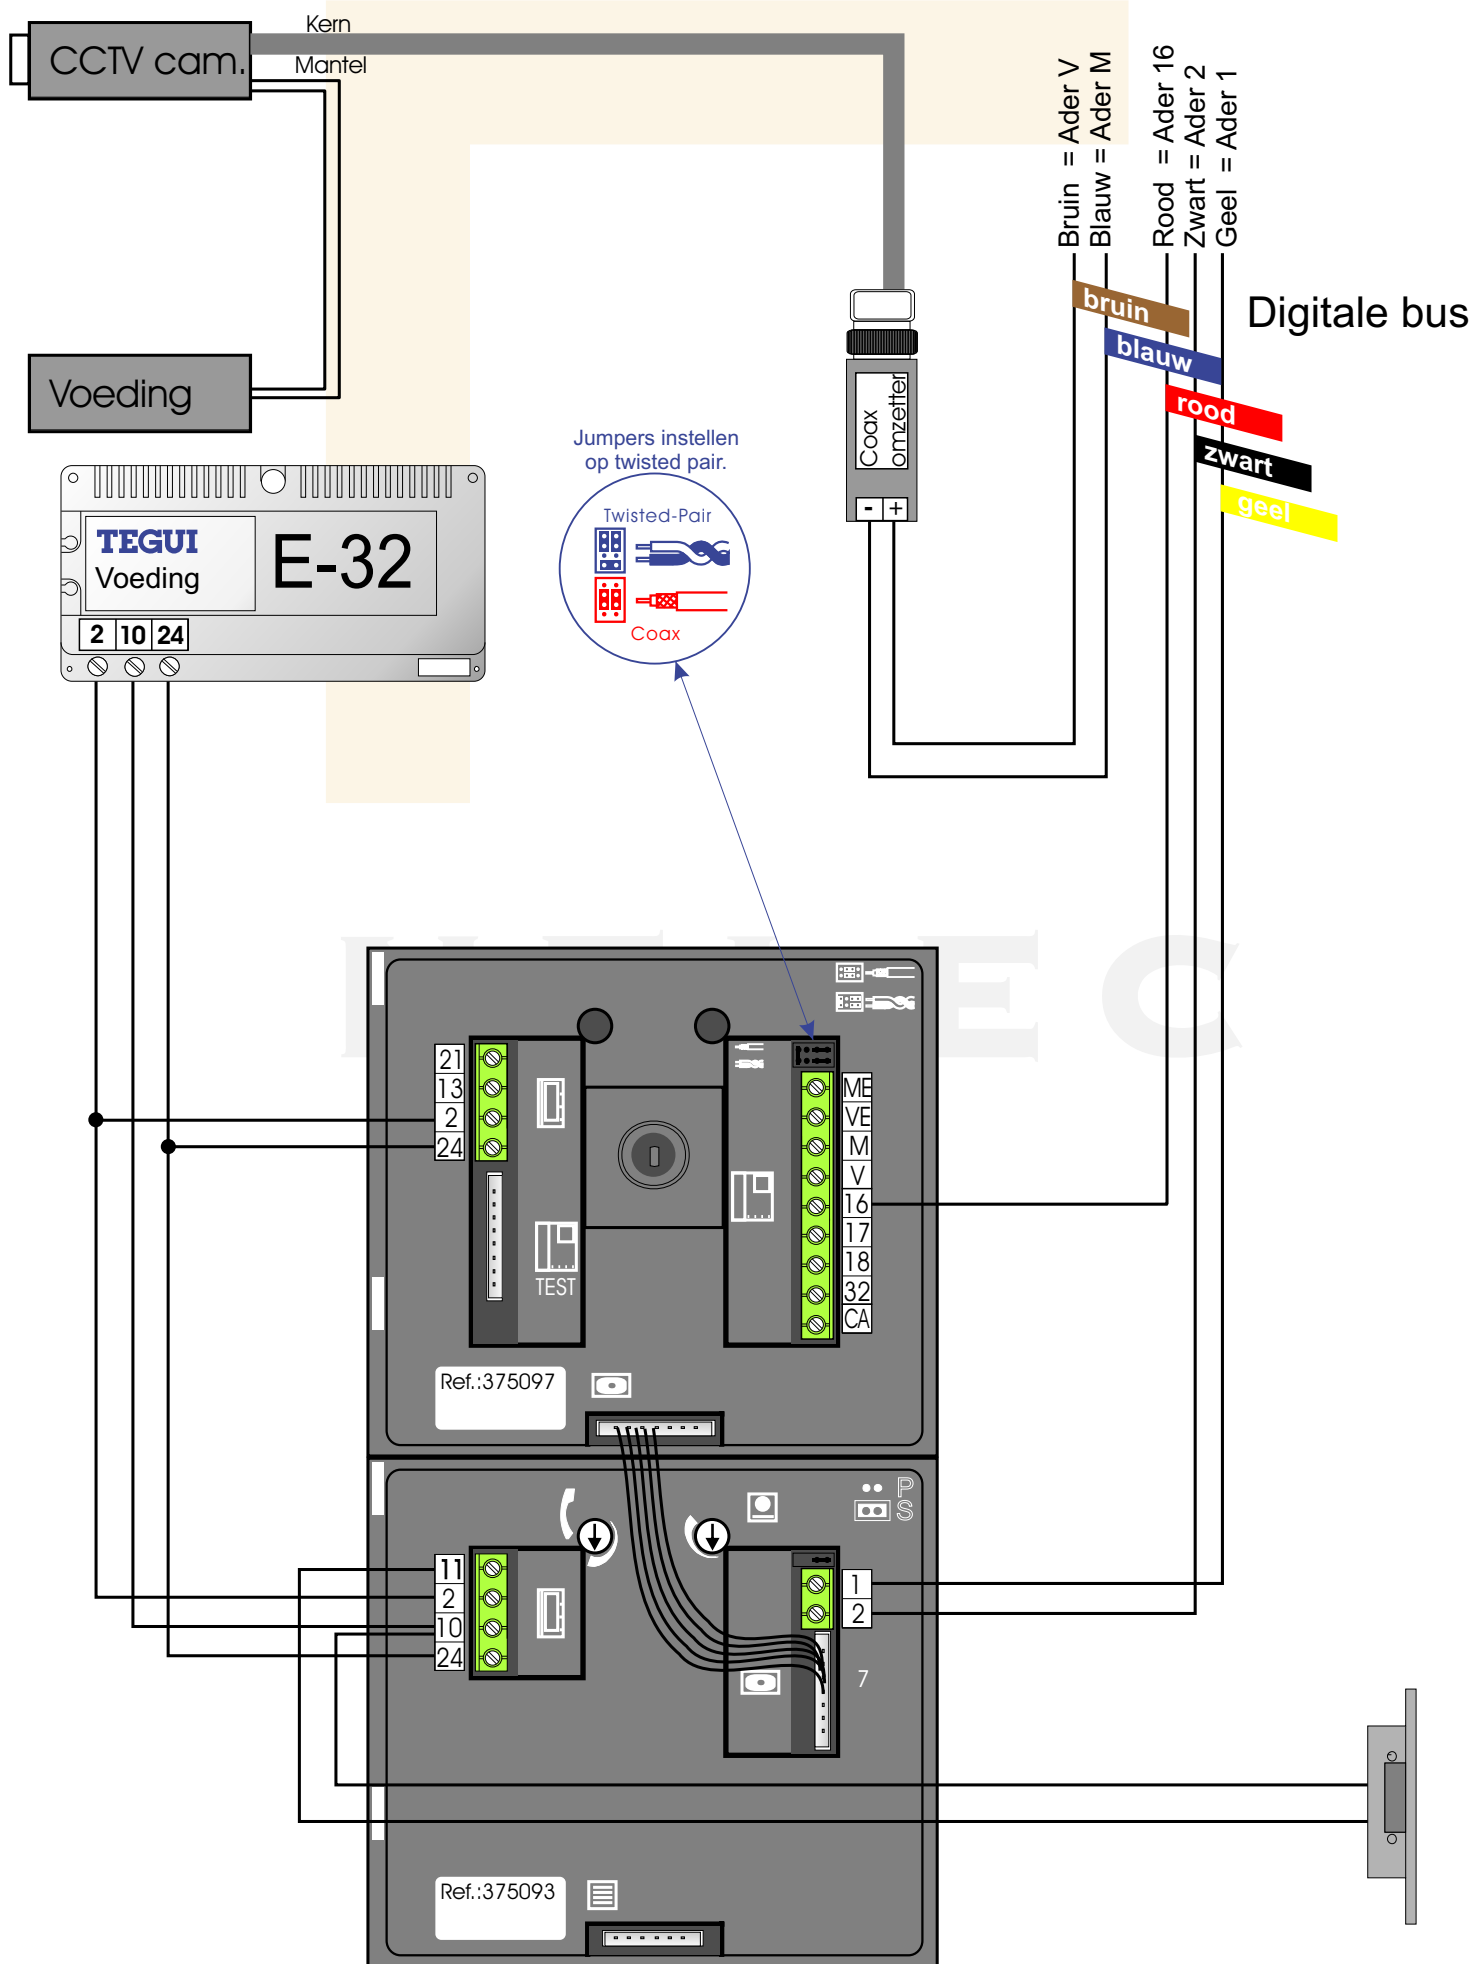 Kern
CCTV cam.
Mantel
Bruin = Ader V
Blauw = Ader M
Rood = Ader 16
Zwart = Ader 2
Geel = Ader 1
bruin
blauw
rood
zwart
geel
Digitale bus
Voeding
Coax
omzetter
- +
Jumpers instellen
op twisted pair.
Twisted-Pair
Coax
TEGUI
Voeding
E-32
2 10 24
21
13
2
24
TEST
ME
VE
M
V
16
17
18
32
CA
Ref.:375097
P
S
11
2
10
24
1
2
7
Ref.:375093